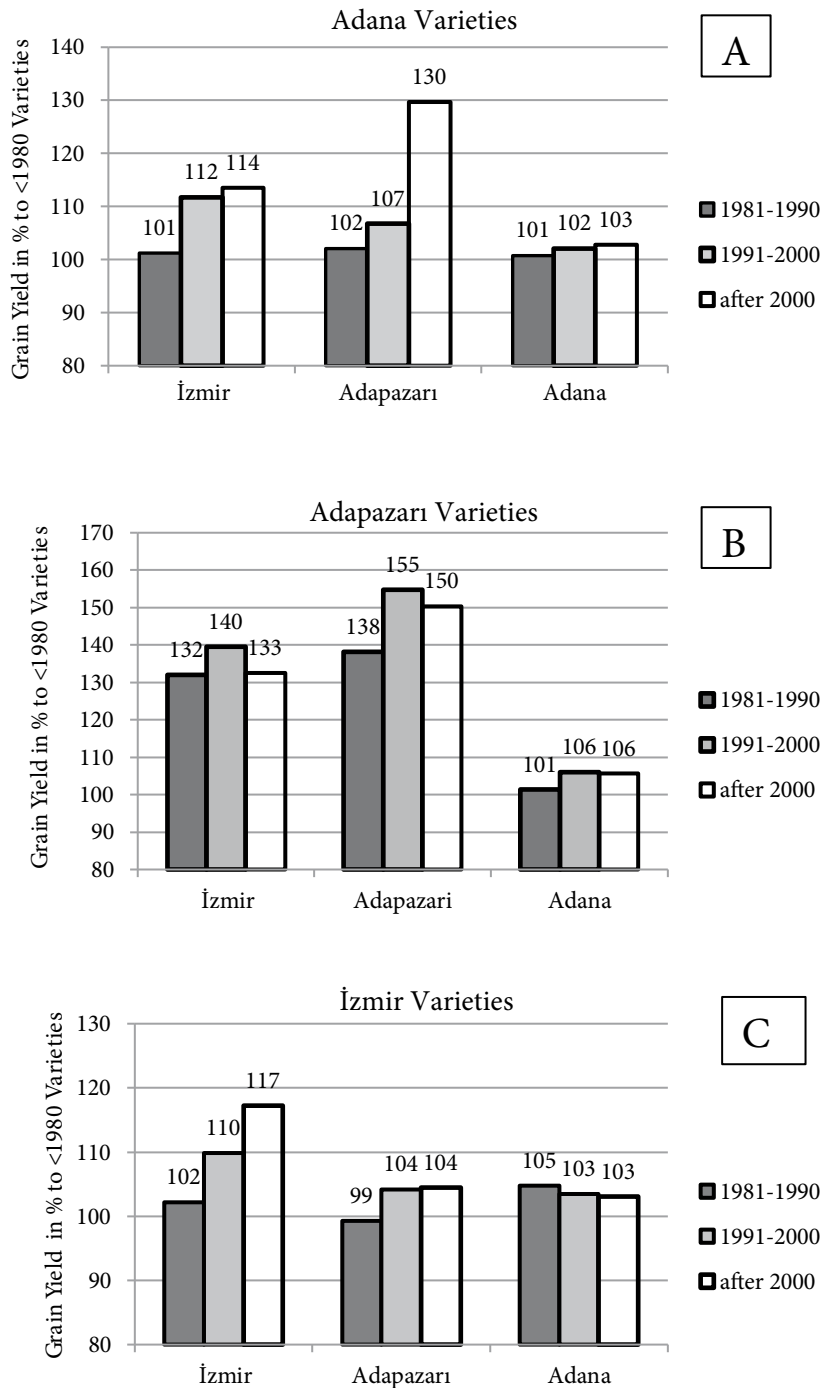 Adana Varieties
A
Grain Yield in % to <1980 Varieties
140
130
120
110
100
90
80
101
112
114
102
107
130
101
102
103
İzmir
Adapazarı
Adana
1981-1990
1991-2000
after 2000
Adapazarı Varieties
B
Grain Yield in % to <1980 Varieties
170
160
150
140
130
120
110
100
90
80
132
140
133
138
155
150
101
106
106
İzmir
Adapazari
Adana
1981-1990
1991-2000
after 2000
İzmir Varieties
C
Grain Yield in % to <1980 Varieties
130
120
110
100
90
80
102
110
117
99
104
104
105
103
103
İzmir
Adapazarı
Adana
1981-1990
1991-2000
after 2000